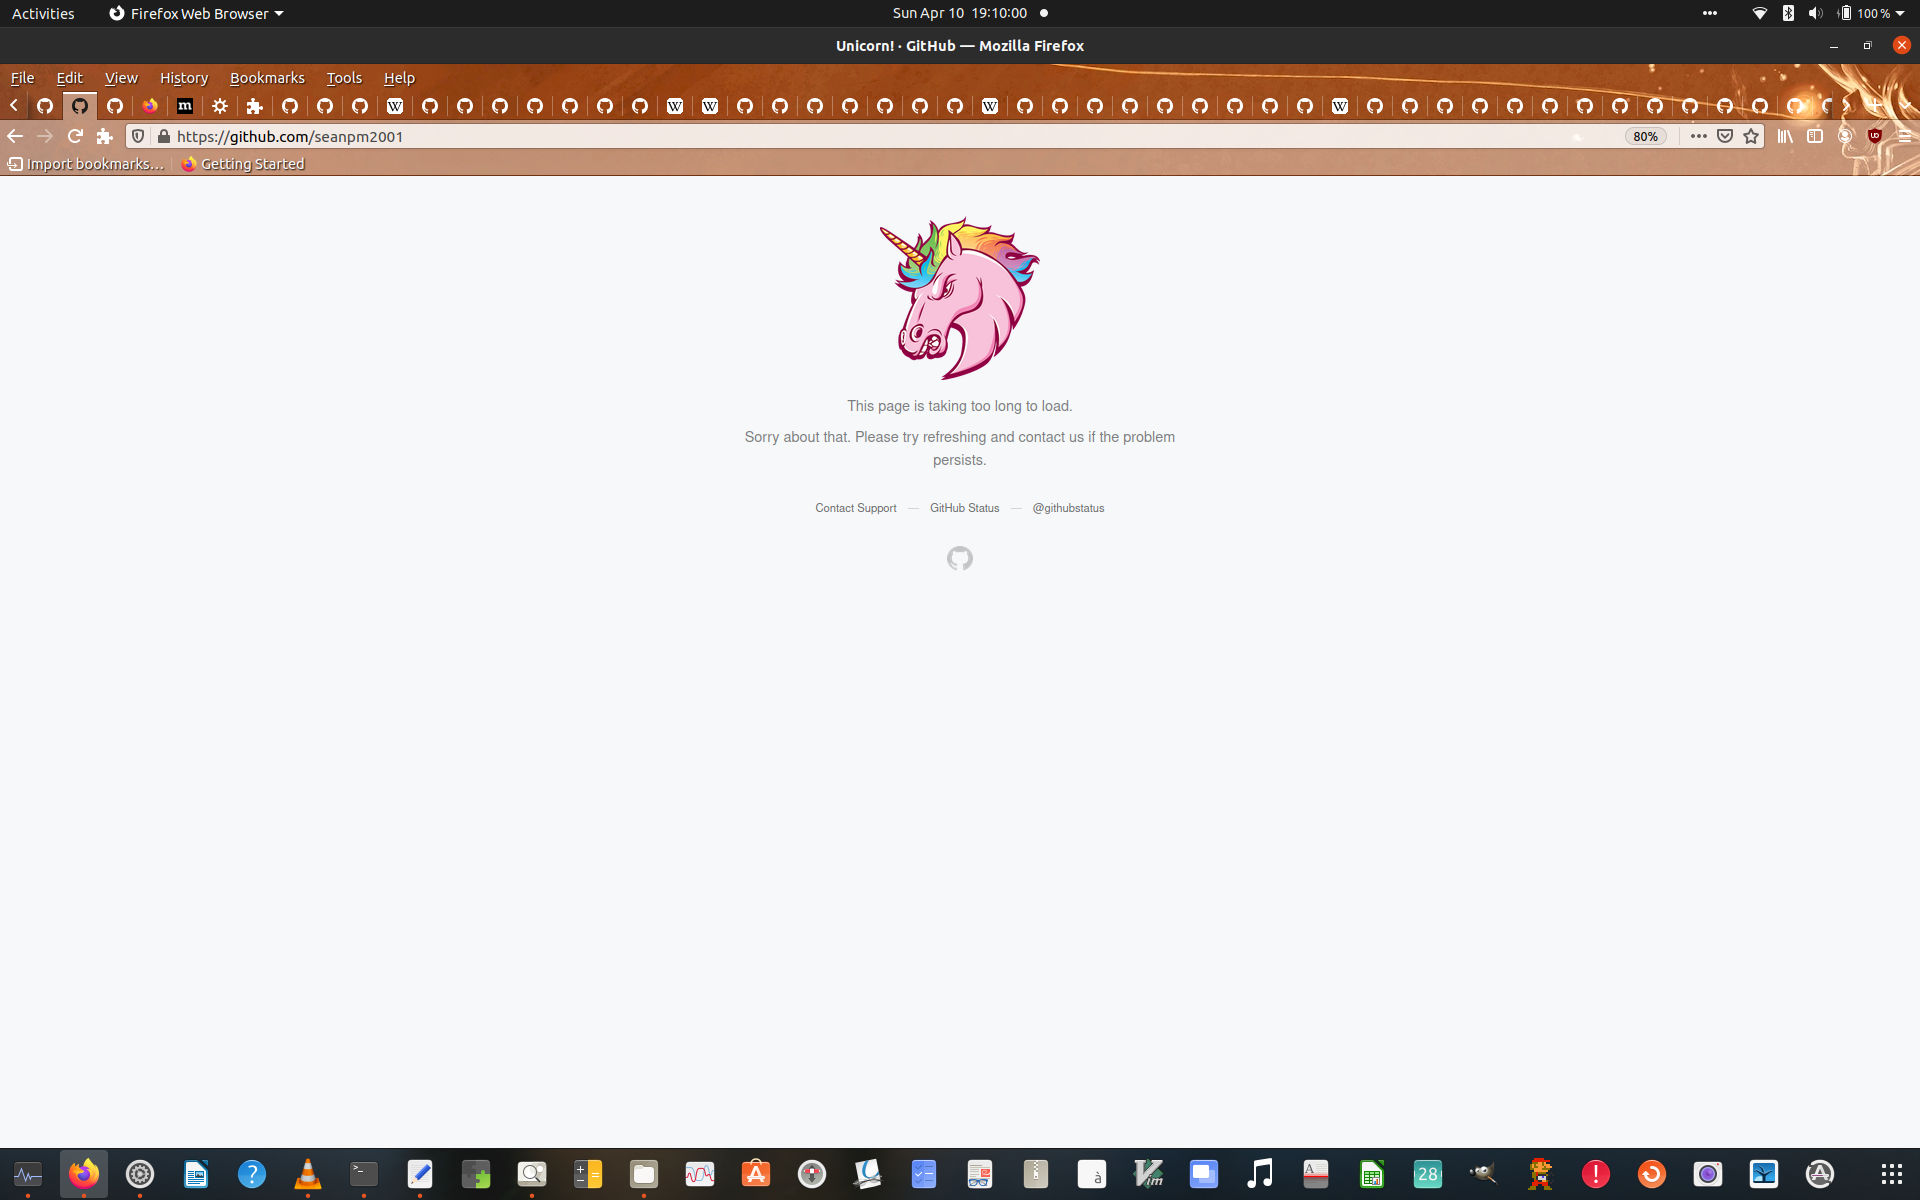 Activities
Firefox Web Browser
Sun Apr 10 19:10:00
100 %
Unicorn! · GitHub — Mozilla Firefox
File Edit View History Bookmarks Tools Help
https://github.com/seanpm2001
80%
Import bookmarks...
Getting Started
This page is taking too long to load.
Sorry about that. Please try refreshing and contact us if the problem
persists.
Contact Support — GitHub Status — @githubstatus
28